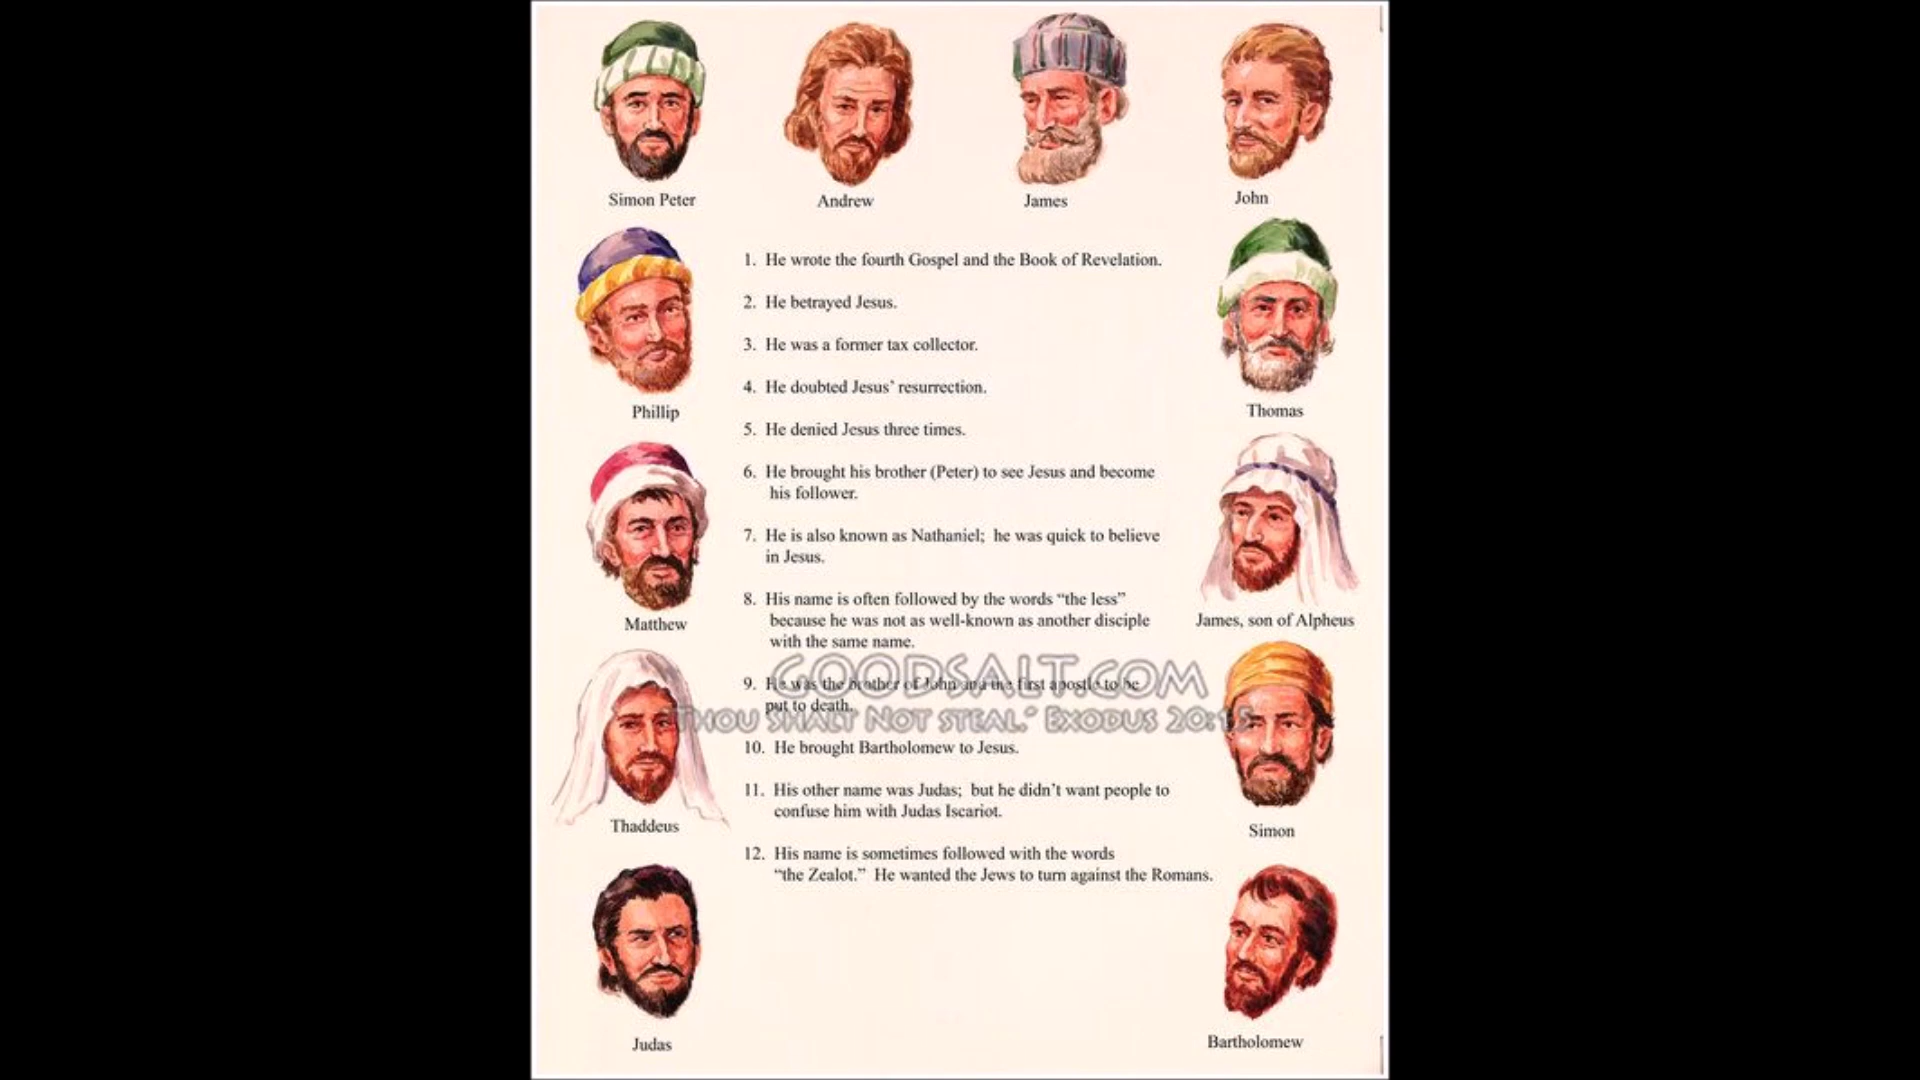 Simon Peter
Andrew
James
John
1. He wrote the fourth Gospel and the Book of Revelation.
2. He betrayed Jesus.
3. He was a former tax collector.
4. He doubted Jesus' resurrection.
Phillip
Thomas
5. He denied Jesus three times.
6. He brought his brother (Peter) to see Jesus and become
his follower.
7. He is also known as Nathaniel; he was quick to believe
in Jesus.
8. His name is often followed by the words “the less”
because he was not as well-known as another disciple
with the same name.
Matthew
James, son of Alpheus
GOODSALT.COM
9. He was the brother of John and the first apostle to be
put to death.
"THOU SHALT NOT STEAL." EXODUS 20:15
10. He brought Bartholomew to Jesus.
11. His other name was Judas; but he didn't want people to
confuse him with Judas Iscariot.
Thaddeus
Simon
12. His name is sometimes followed with the words
“the Zealot.” He wanted the Jews to turn against the Romans.
Judas
Bartholomew